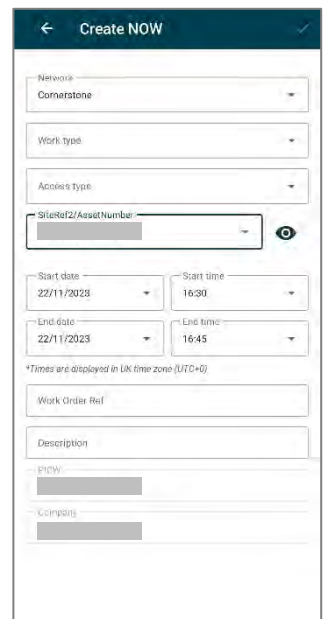 Create NOW
Network
Cornerstone
Work type
Access type
SiteRef2/AssetNumber
Start date
22/11/2023
Start time
16:30
End date
22/11/2023
End time
16:45
*Times are displayed in UK time zone (UTC+0)
Work Order Ref
Description
PICW
Company